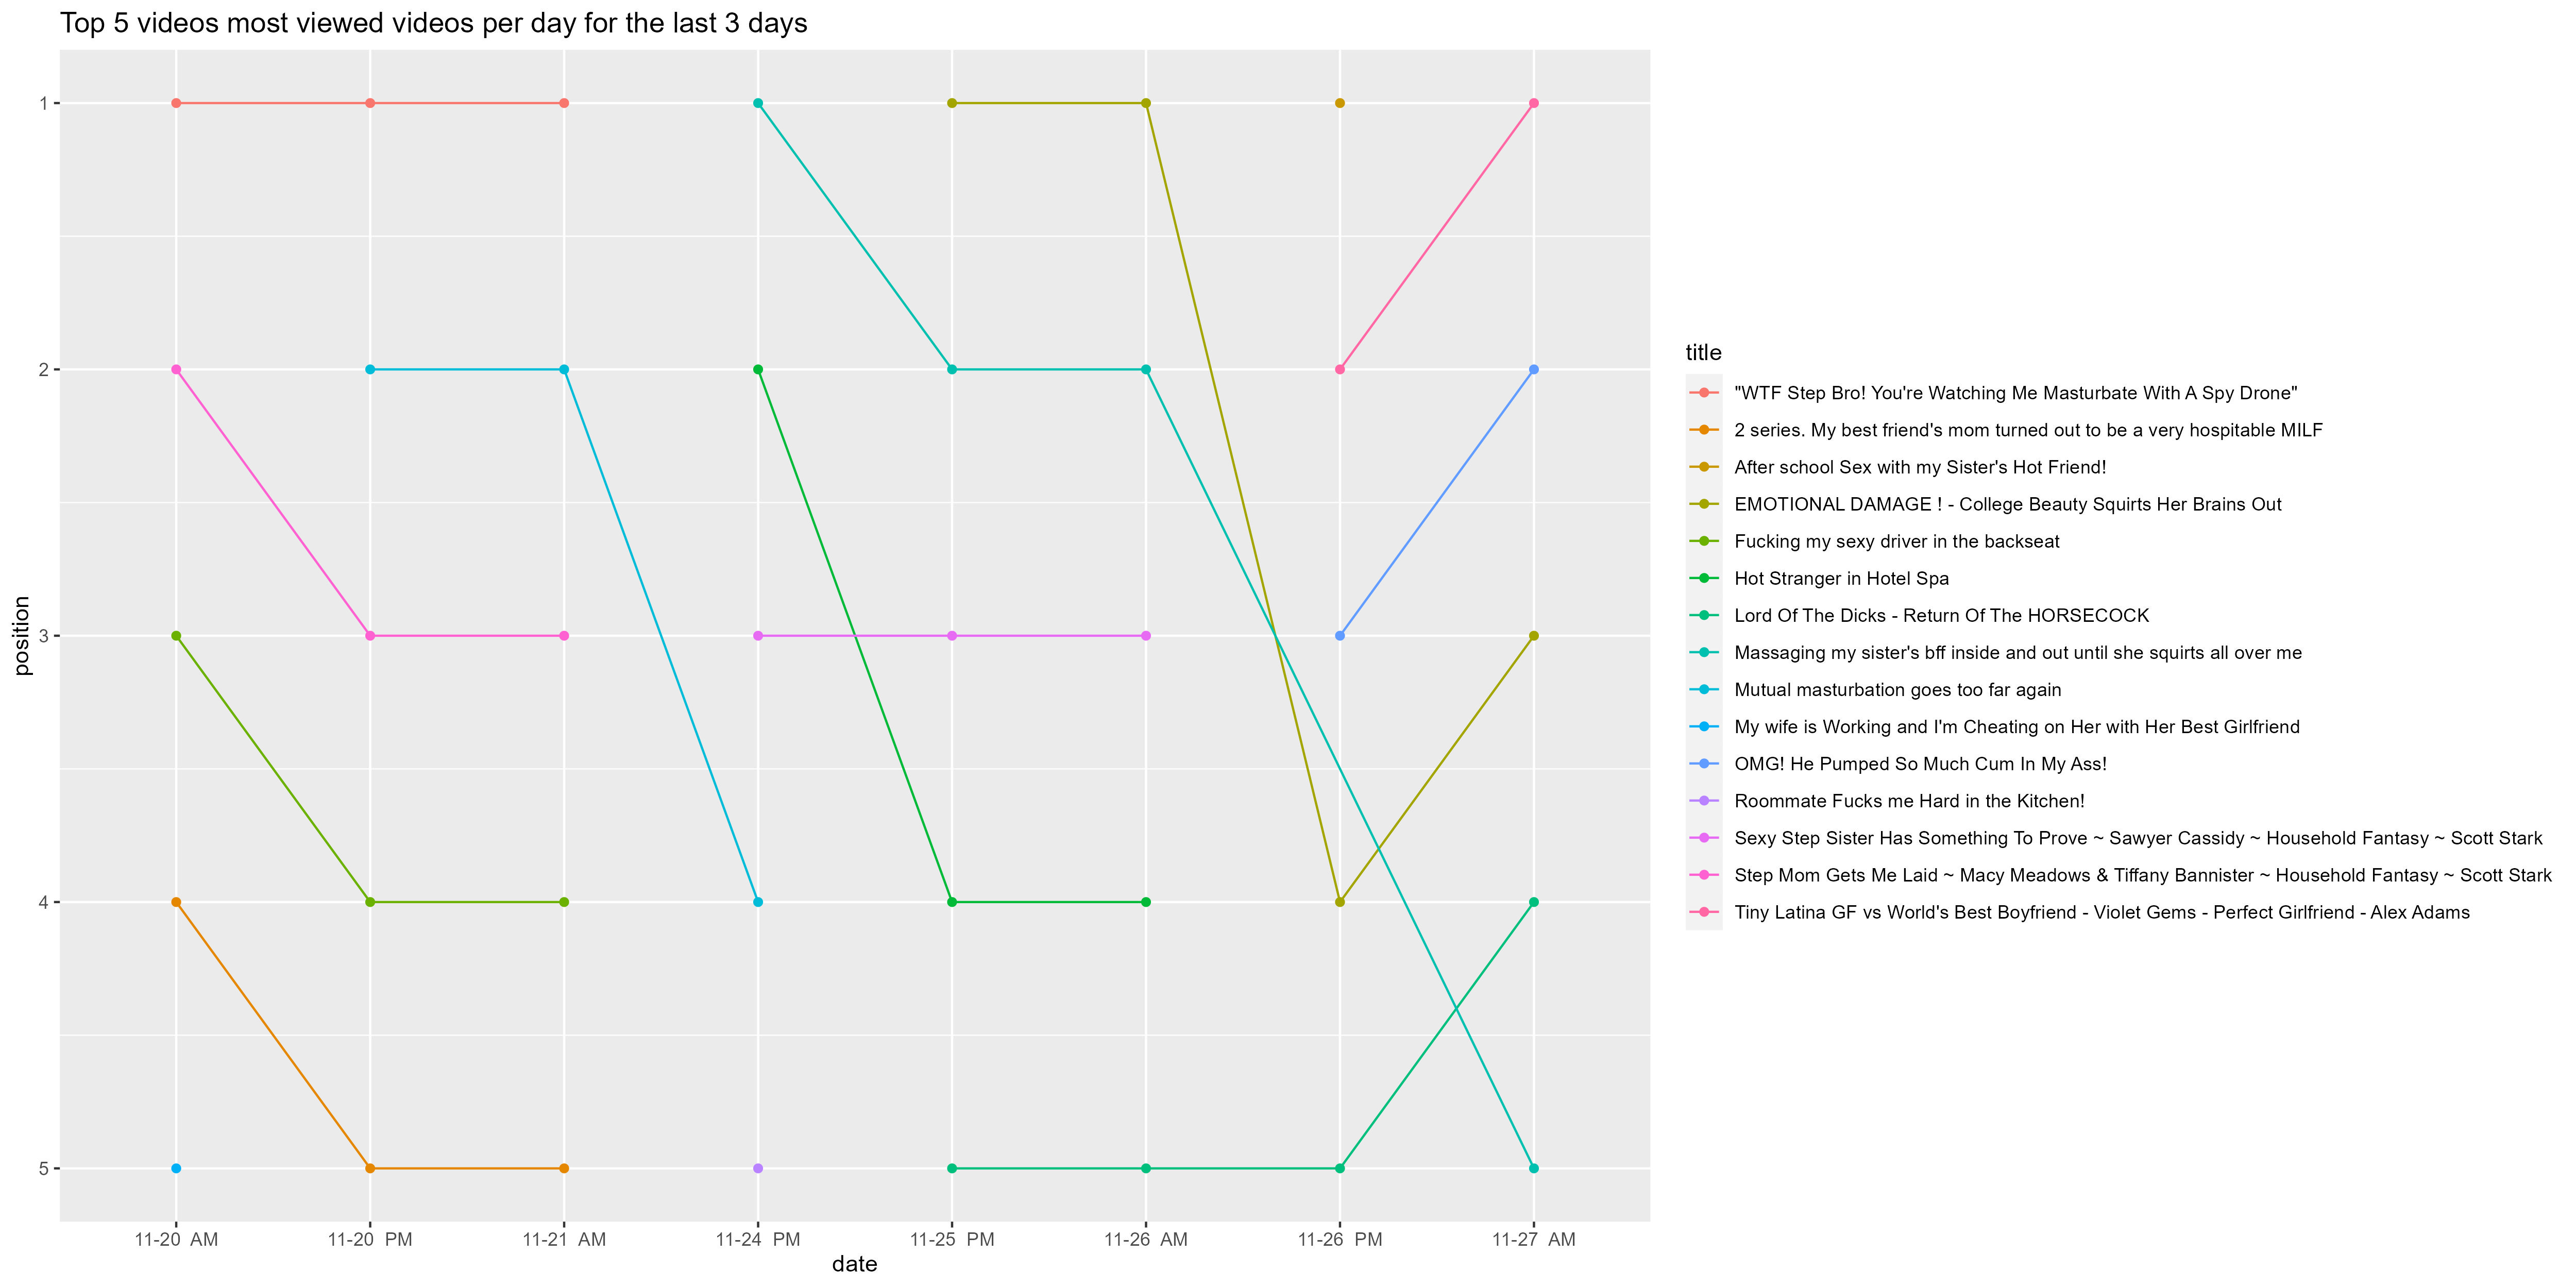 Top 5 videos most viewed videos per day for the last 3 days
position
1
2
3
4
5
11-20  AM
11-20  PM
11-21  AM
11-24  PM
11-25  PM
11-26  AM
11-26  PM
11-27  AM
date
title
"WTF Step Bro! You're Watching Me Masturbate With A Spy Drone"
2 series. My best friend's mom turned out to be a very hospitable MILF
After school Sex with my Sister's Hot Friend!
EMOTIONAL DAMAGE ! - College Beauty Squirts Her Brains Out
Fucking my sexy driver in the backseat
Hot Stranger in Hotel Spa
Lord Of The Dicks - Return Of The HORSECOCK
Massaging my sister's bff inside and out until she squirts all over me
Mutual masturbation goes too far again
My wife is Working and I'm Cheating on Her with Her Best Girlfriend
OMG! He Pumped So Much Cum In My Ass!
Roommate Fucks me Hard in the Kitchen!
Sexy Step Sister Has Something To Prove ~ Sawyer Cassidy ~ Household Fantasy ~ Scott Stark
Step Mom Gets Me Laid ~ Macy Meadows & Tiffany Bannister ~ Household Fantasy ~ Scott Stark
Tiny Latina GF vs World's Best Boyfriend - Violet Gems - Perfect Girlfriend - Alex Adams